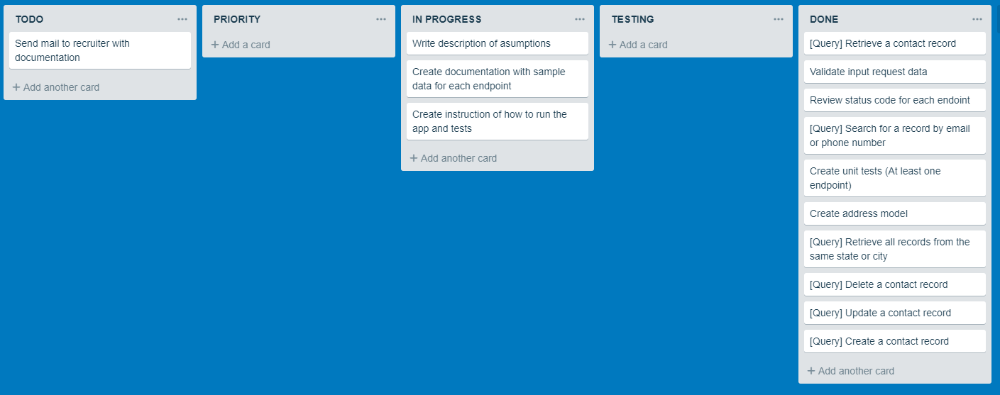 TODO
Send mail to recruiter with
documentation
+ Add another card
PRIORITY
+ Add a card
IN PROGRESS
Write description of asumptions
Create documentation with sample
data for each endpoint
Create instruction of how to run the
app and tests
+ Add another card
TESTING
+ Add a card
DONE
[Query] Retrieve a contact record
Validate input request data
Review status code for each endoint
[Query] Search for a record by email
or phone number
Create unit tests (At least one
endpoint)
Create address model
[Query] Retrieve all records from the
same state or city
[Query] Delete a contact record
[Query] Update a contact record
[Query] Create a contact record
+ Add another card